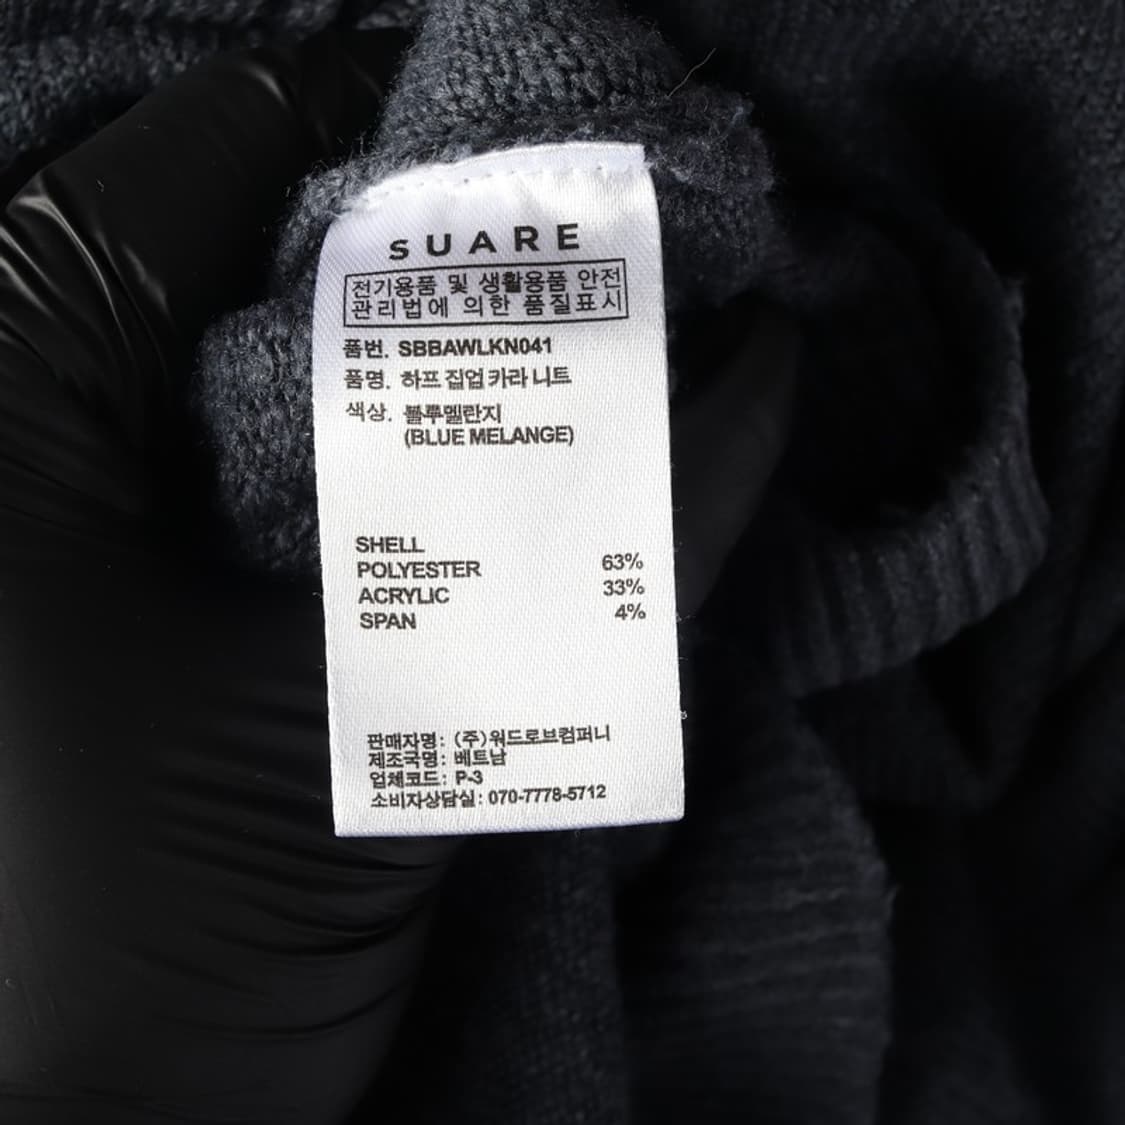 SUARE
전기용품 및 생활용품 안전
관리법에 의한 품질표시
품번. SBBAWLKN041
품명. 하프 집업 카라 니트
색상. 블루멜란지
(BLUE MELANGE)
SHELL
POLYESTER 63%
ACRYLIC 33%
SPAN 4%
판매자명: (주)워드로브컴퍼니
제조국명: 베트남
업체코드: P-3
소비자상담실: 070-7778-5712